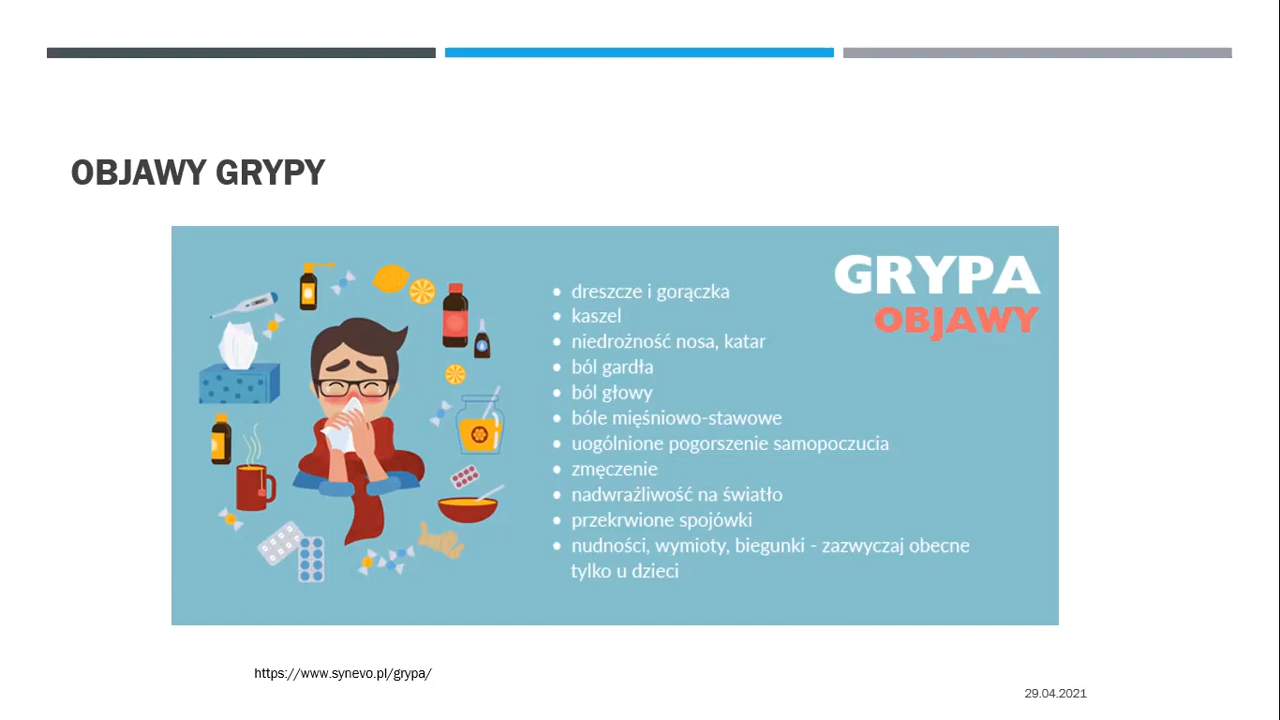 OBJAWY GRYPY
GRYPA
OBJAWY
• dreszcze i gorączka
• kaszel
• niedrożność nosa, katar
• ból gardła
• ból głowy
• bóle mięśniowo-stawowe
• uogólnione pogorszenie samopoczucia
• zmęczenie
• nadwrażliwość na światło
• przekrwione spojówki
• nudności, wymioty, biegunki - zazwyczaj obecne
tylko u dzieci
https://www.synevo.pl/grypa/
29.04.2021